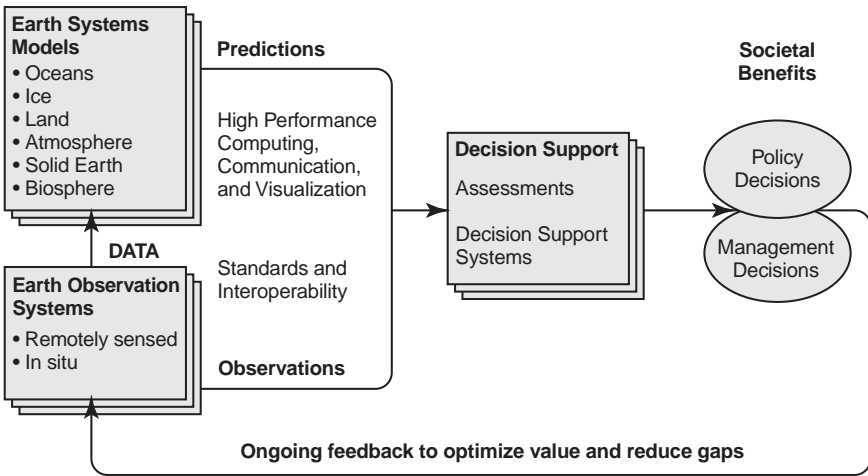 Earth Systems
Models
• Oceans
• Ice
• Land
• Atmosphere
• Solid Earth
• Biosphere
DATA
Earth Observation
Systems
• Remotely sensed
• In situ
Predictions
High Performance
Computing,
Communication,
and Visualization
Standards and
Interoperability
Observations
Decision Support
Assessments
Decision Support
Systems
Societal
Benefits
Policy
Decisions
Management
Decisions
Ongoing feedback to optimize value and reduce gaps